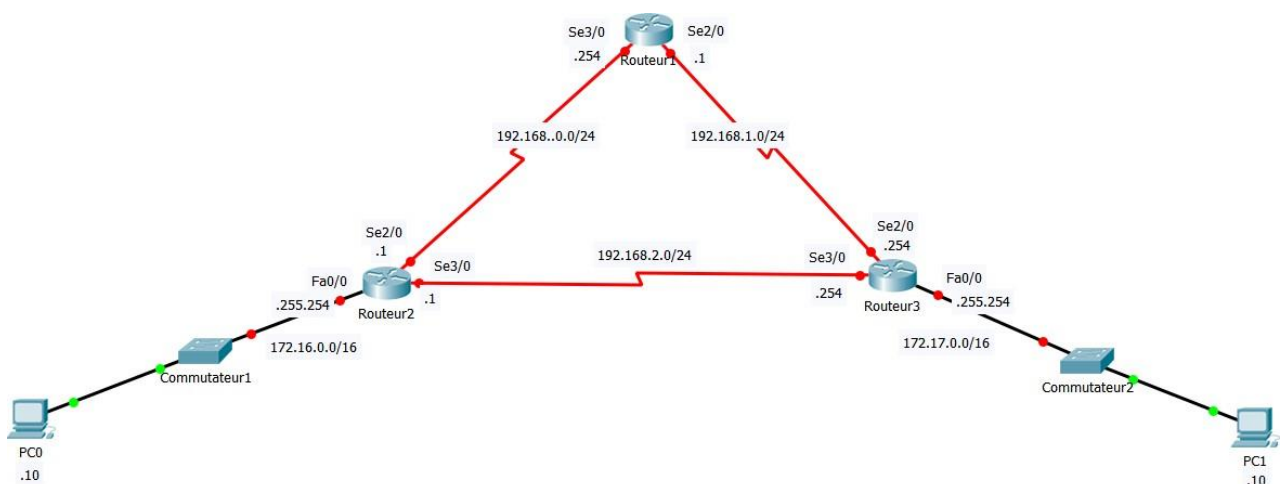 Se3/0
Se2/0
.254
.1
Routeur1
192.168..0.0/24
192.168.1.0/24
Se2/0
.1
Se2/0
.254
192.168.2.0/24
Se3/0
Se3/0
Fa0/0
Fa0/0
.1
.254
.255.254
.255.254
Routeur2
Routeur3
172.16.0.0/16
172.17.0.0/16
Commutateur1
Commutateur2
PC0
.10
PC1
.10